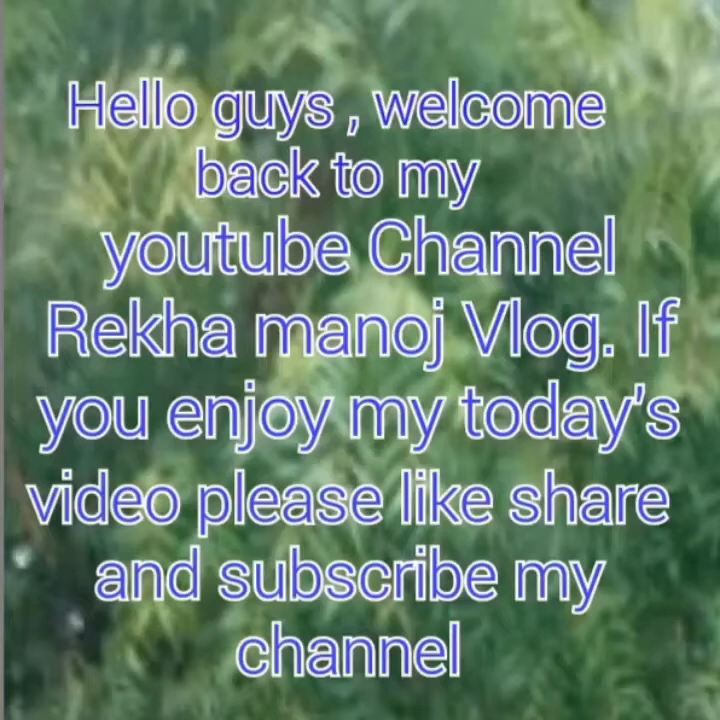 Hello guys , welcome
back to my
youtube Channel
Rekha manoj Vlog. If
you enjoy my today's
video please like share
and subscribe my
channel